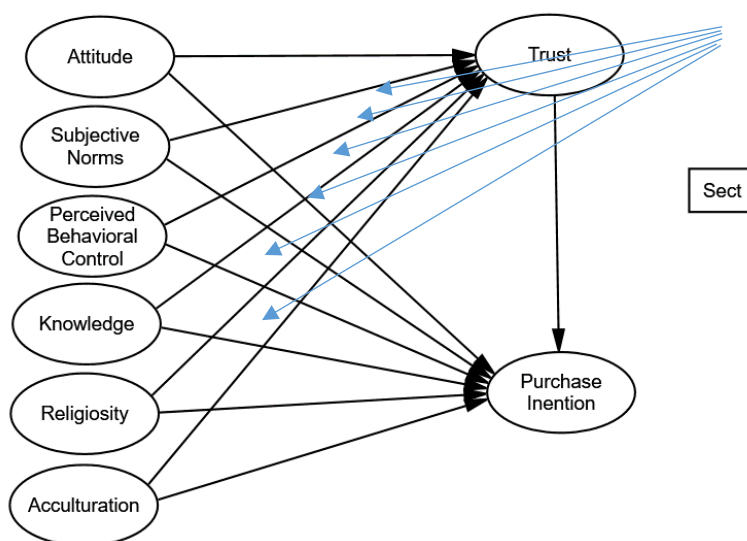 Attitude
Trust
Subjective
Norms
Sect
Perceived
Behavioral
Control
Knowledge
Purchase
Inention
Religiosity
Acculturation